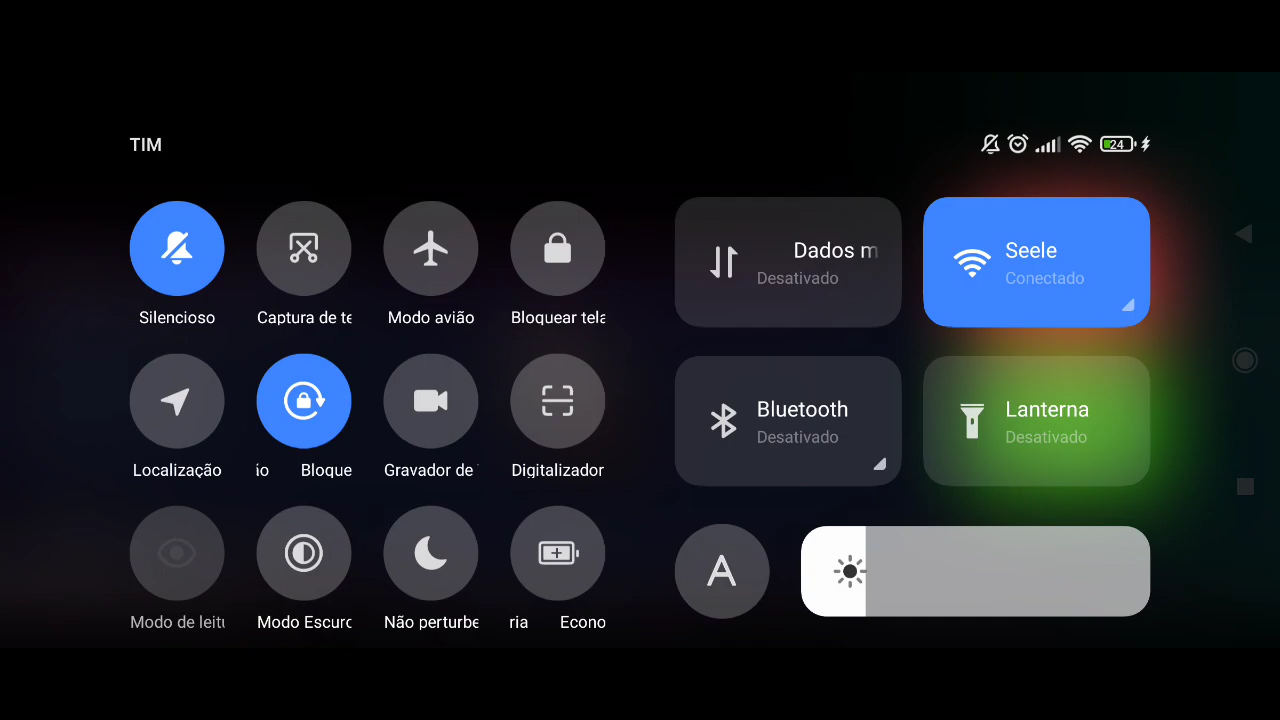 TIM
24
Silencioso
Captura de te
Modo avião
Bloquear tela
Dados m
Desativado
Seele
Conectado
Localização
io Bloque
Gravador de
Digitalizador
Bluetooth
Desativado
Lanterna
Desativado
Modo de leitu
Modo Escuro
Não perturbe
ria Econo
A